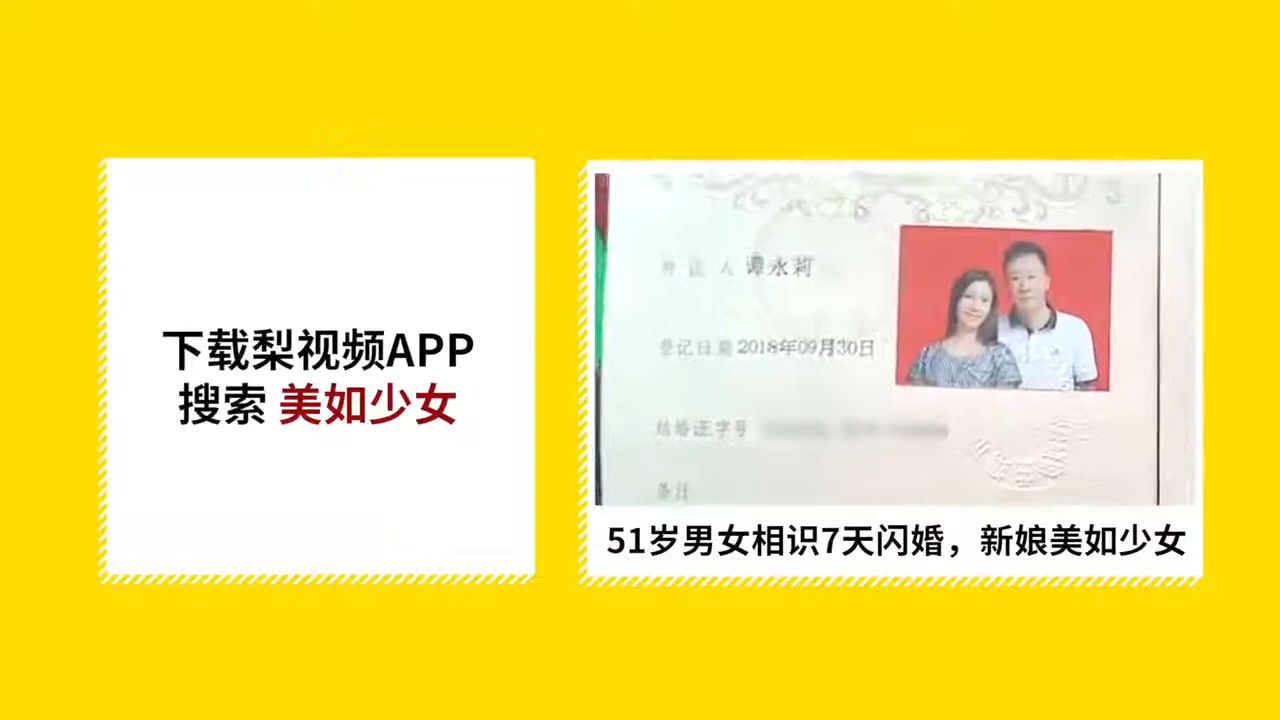 下载梨视频APP
搜索 美如少女
持证人 谭永莉
登记日期 2018年09月30日
结婚证字号
备注
51岁男女相识7天闪婚，新娘美如少女